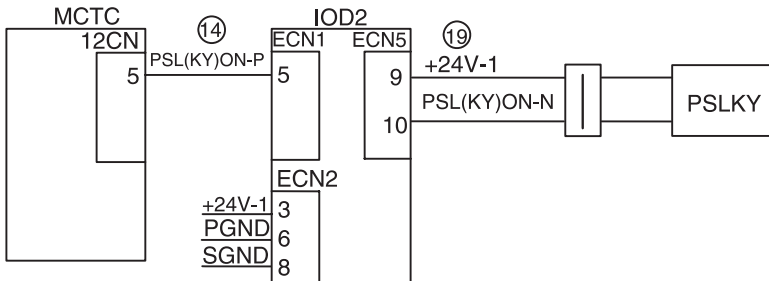 MCTC
IOD2
12CN
⑭
ECN1
ECN5
⑲
PSL(KY)ON-P
+24V-1
5
5
9
PSL(KY)ON-N
PSLKY
10
ECN2
+24V-1
3
PGND
6
SGND
8